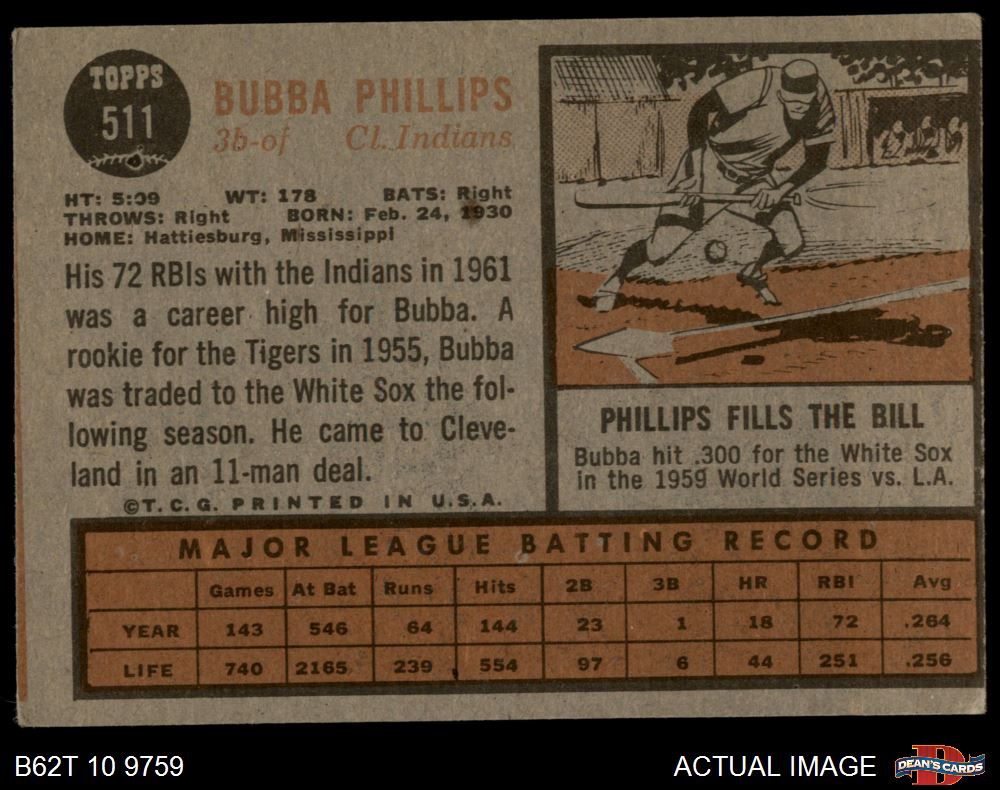 TOPPS
511
BUBBA PHILLIPS
3b-of Cl. Indians
HT: 5:09 WT: 178 BATS: Right
THROWS: Right BORN: Feb. 24, 1930
HOME: Hattiesburg, Mississippi
His 72 RBIs with the Indians in 1961
was a career high for Bubba. A
rookie for the Tigers in 1955, Bubba
was traded to the White Sox the fol-
lowing season. He came to Cleve-
land in an 11-man deal.
©T.C.G. PRINTED IN U.S.A.
PHILLIPS FILLS THE BILL
Bubba hit .300 for the White Sox
in the 1959 World Series vs. L.A.
MAJOR LEAGUE BATTING RECORD
Games At Bat Runs Hits 2B 3B HR RBI Avg
YEAR 143 546 64 144 23 1 18 72 .264
LIFE 740 2165 239 554 97 6 44 251 .256
B62T 10 9759
ACTUAL IMAGE
DEAN'S CARDS